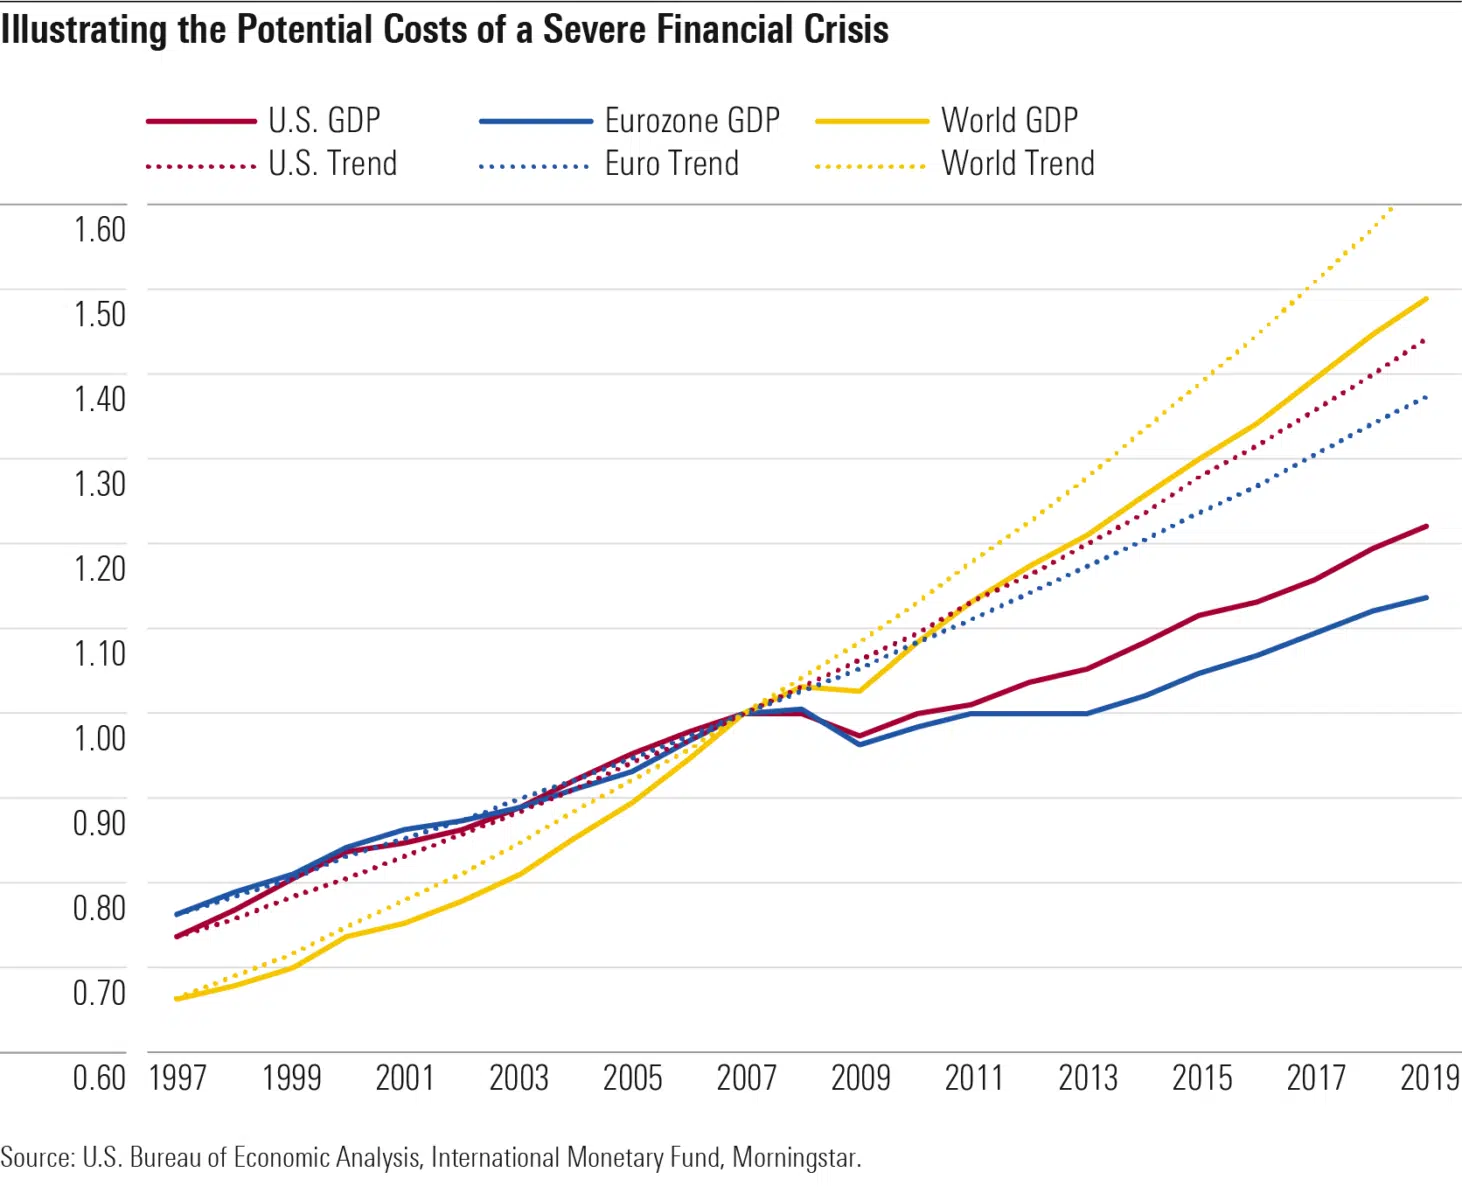 Illustrating the Potential Costs of a Severe Financial Crisis
U.S. GDP Eurozone GDP World GDP
U.S. Trend Euro Trend World Trend
1.60
1.50
1.40
1.30
1.20
1.10
1.00
0.90
0.80
0.70
0.60 1997 1999 2001 2003 2005 2007 2009 2011 2013 2015 2017 2019
Source: U.S. Bureau of Economic Analysis, International Monetary Fund, Morningstar.